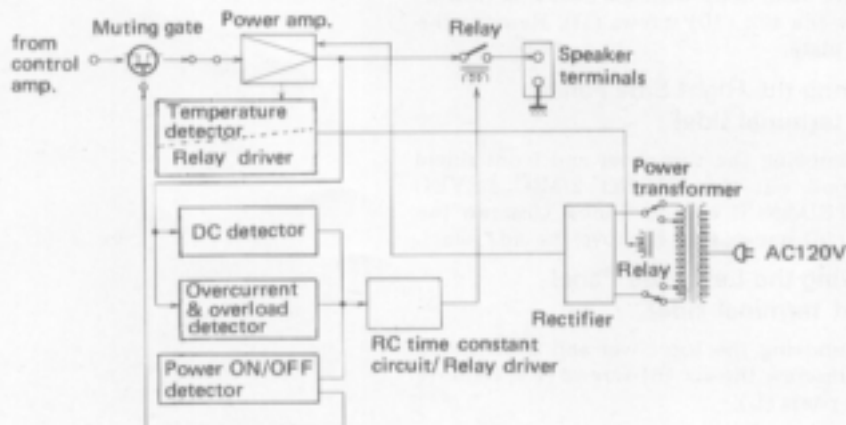 Power amp.
Muting gate
Relay
from
control
amp.
Speaker
terminals
Temperature
detector
Relay driver
Power
transformer
DC detector
AC120V
Relay
Overcurrent
& overload
detector
Rectifier
RC time constant
circuit/Relay driver
Power ON/OFF
detector